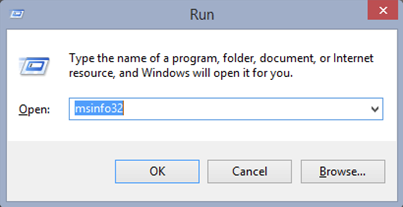 Run
Type the name of a program, folder, document, or Internet
resource, and Windows will open it for you.
Open: msinfo32
OK Cancel Browse...